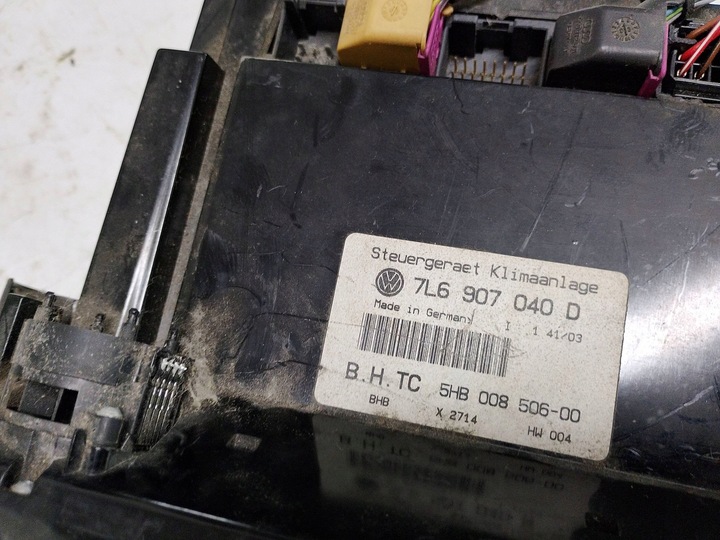 Steuergeraet Klimaanlage
7L6 907 040 D
Made in Germany I 1 41/03
B.H.TC 5HB 008 506-00
BHB X 2714 HW 004